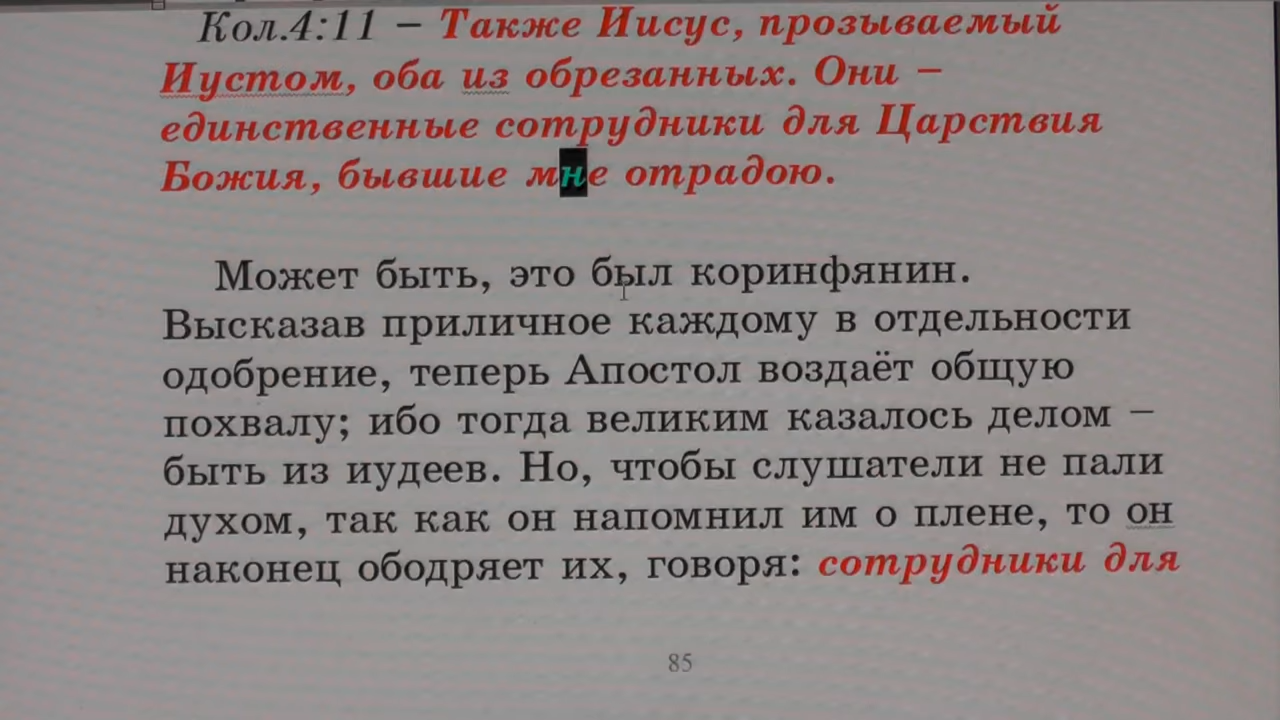 Кол.4:11 – Также Иисус, прозываемый
Иустом, оба из обрезанных. Они –
единственные сотрудники для Царствия
Божия, бывшие мне отрадою.
Может быть, это был коринфянин.
Высказав приличное каждому в отдельности
одобрение, теперь Апостол воздаёт общую
похвалу; ибо тогда великим казалось делом –
быть из иудеев. Но, чтобы слушатели не пали
духом, так как он напомнил им о плене, то он
наконец ободряет их, говоря: сотрудники для
85